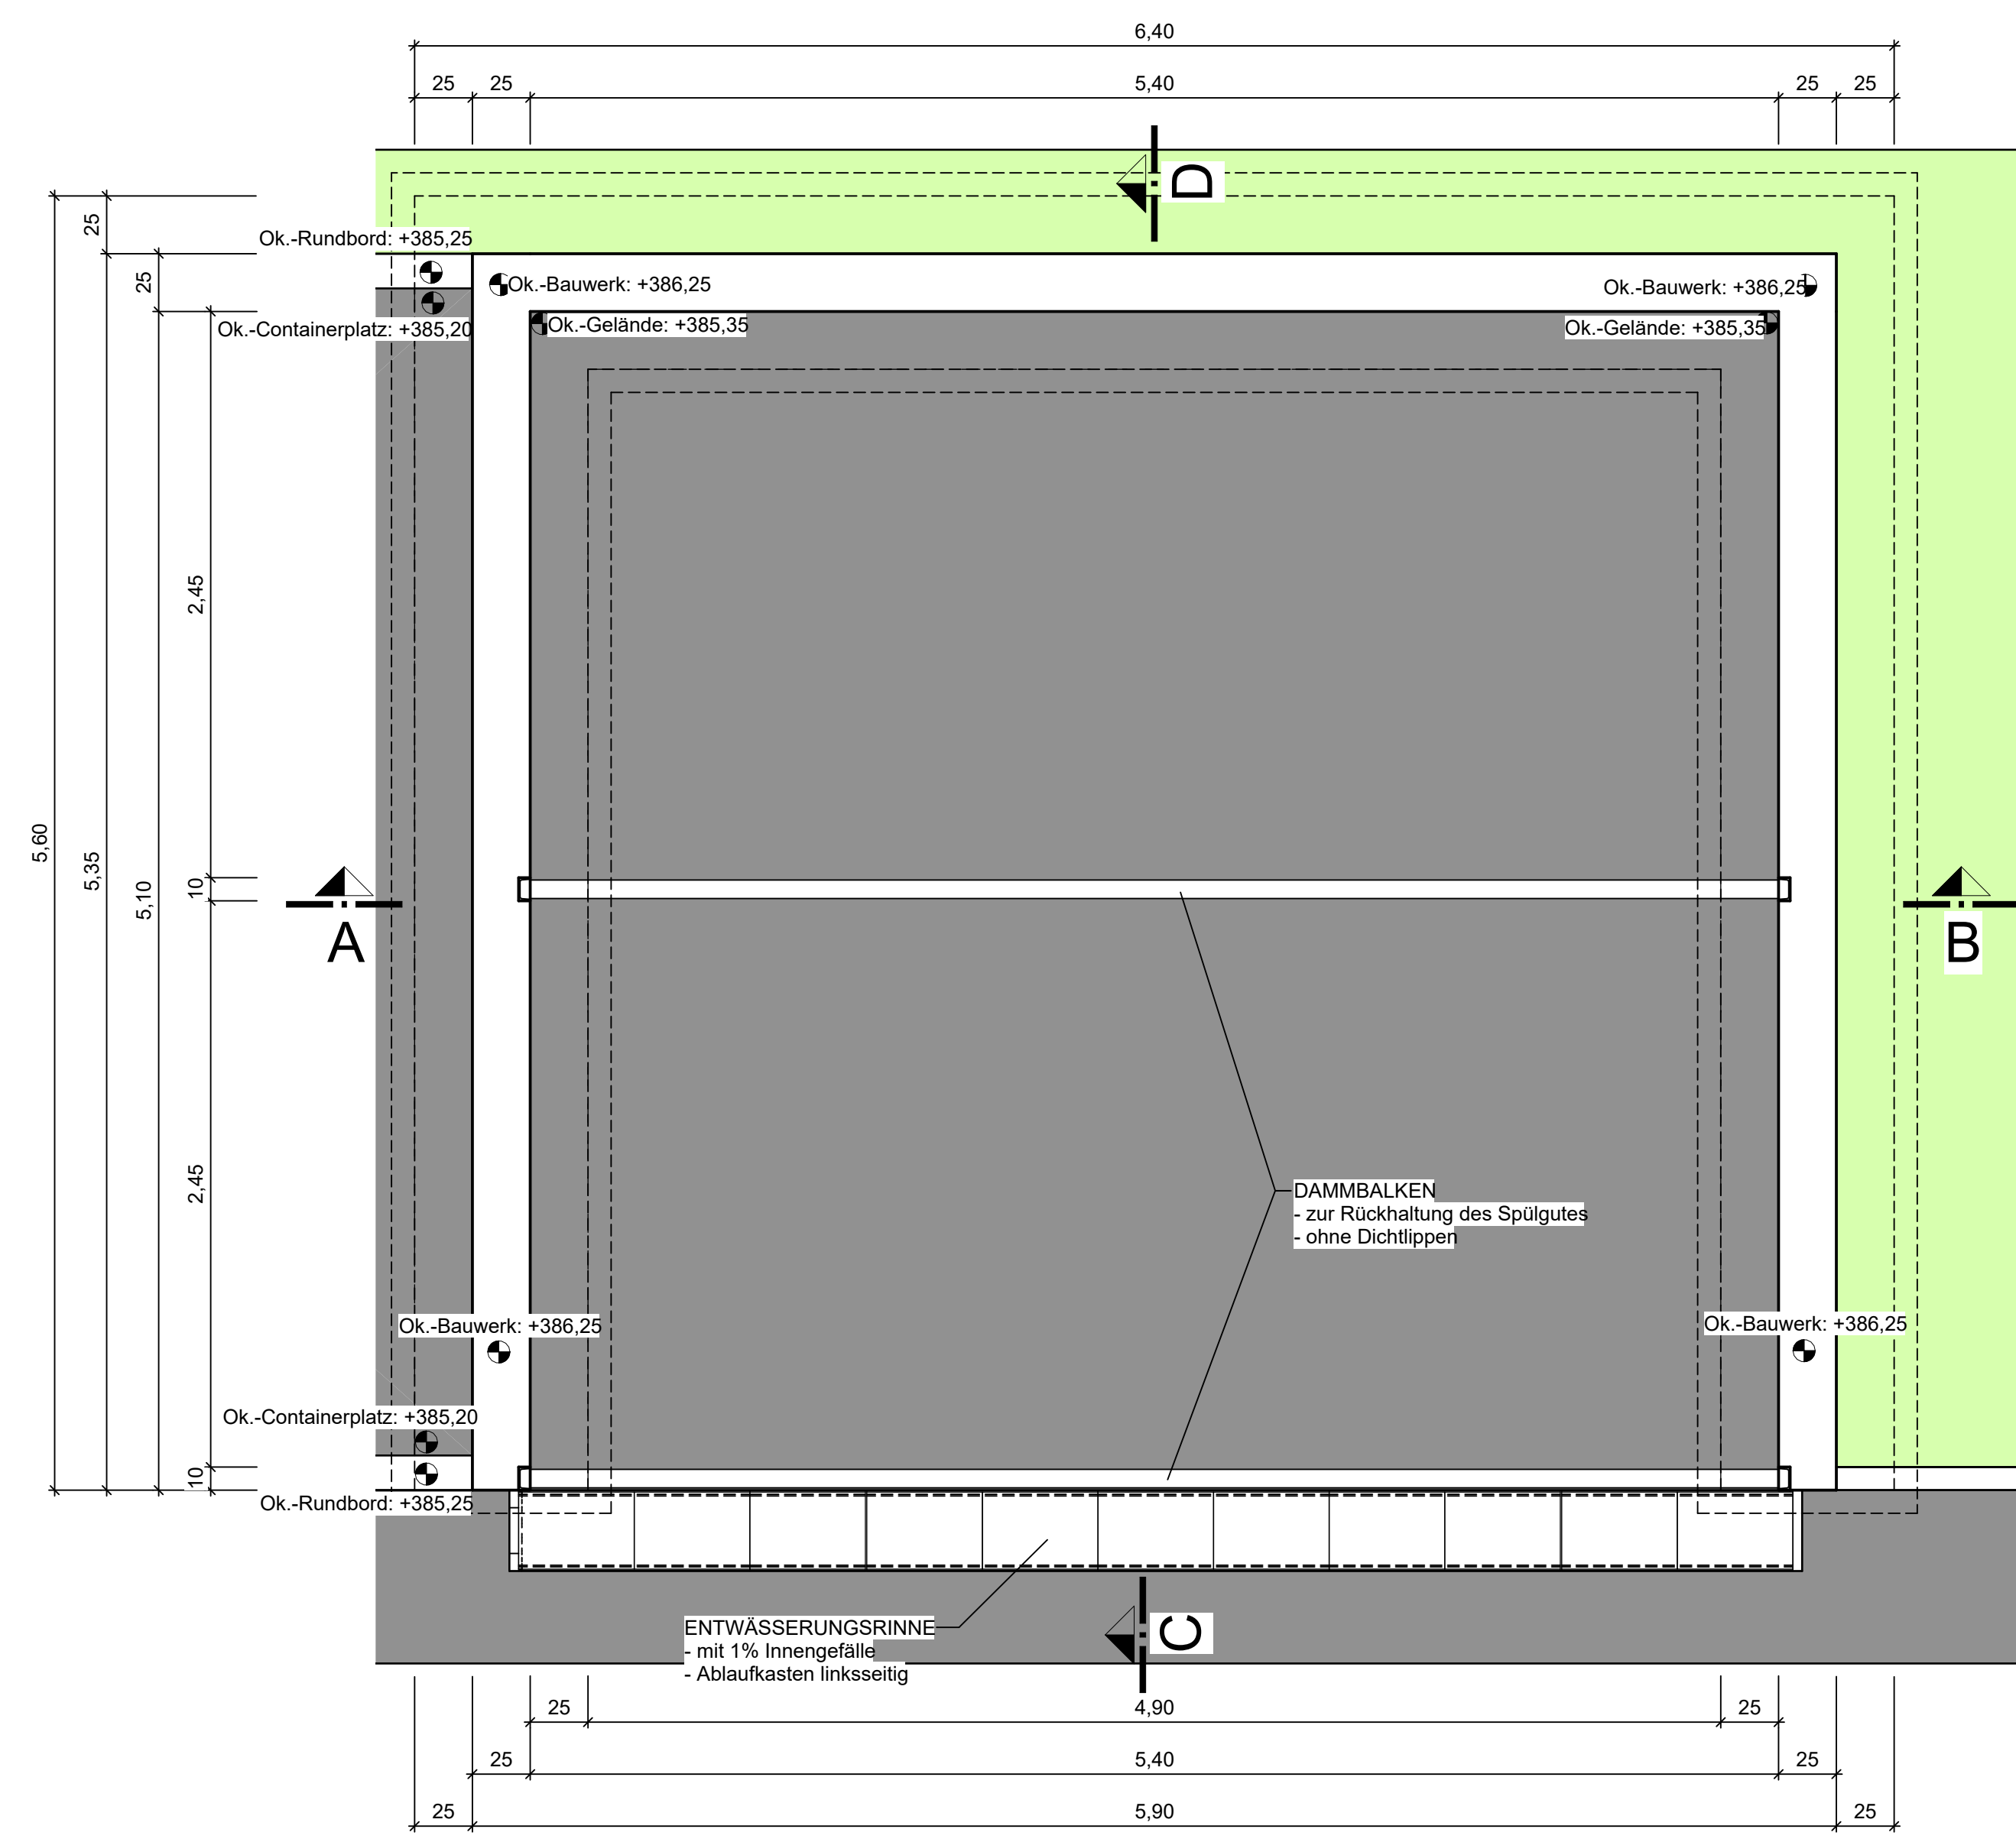 6,40
25
25
5,40
25
25
D
25
Ok.-Rundbord: +385,25
25
Ok.-Bauwerk: +386,25
Ok.-Bauwerk: +386,25
Ok.-Containerplatz: +385,20
Ok.-Gelände: +385,35
Ok.-Gelände: +385,35
2,45
5,60
5,35
5,10
10
A
B
2,45
DAMMBALKEN
- zur Rückhaltung des Spülgutes
- ohne Dichtlippen
Ok.-Bauwerk: +386,25
Ok.-Bauwerk: +386,25
Ok.-Containerplatz: +385,20
10
Ok.-Rundbord: +385,25
ENTWÄSSERUNGSRINNE
- mit 1% Innengefälle
- Ablaufkasten linksseitig
C
25
4,90
25
25
5,40
25
25
5,90
25